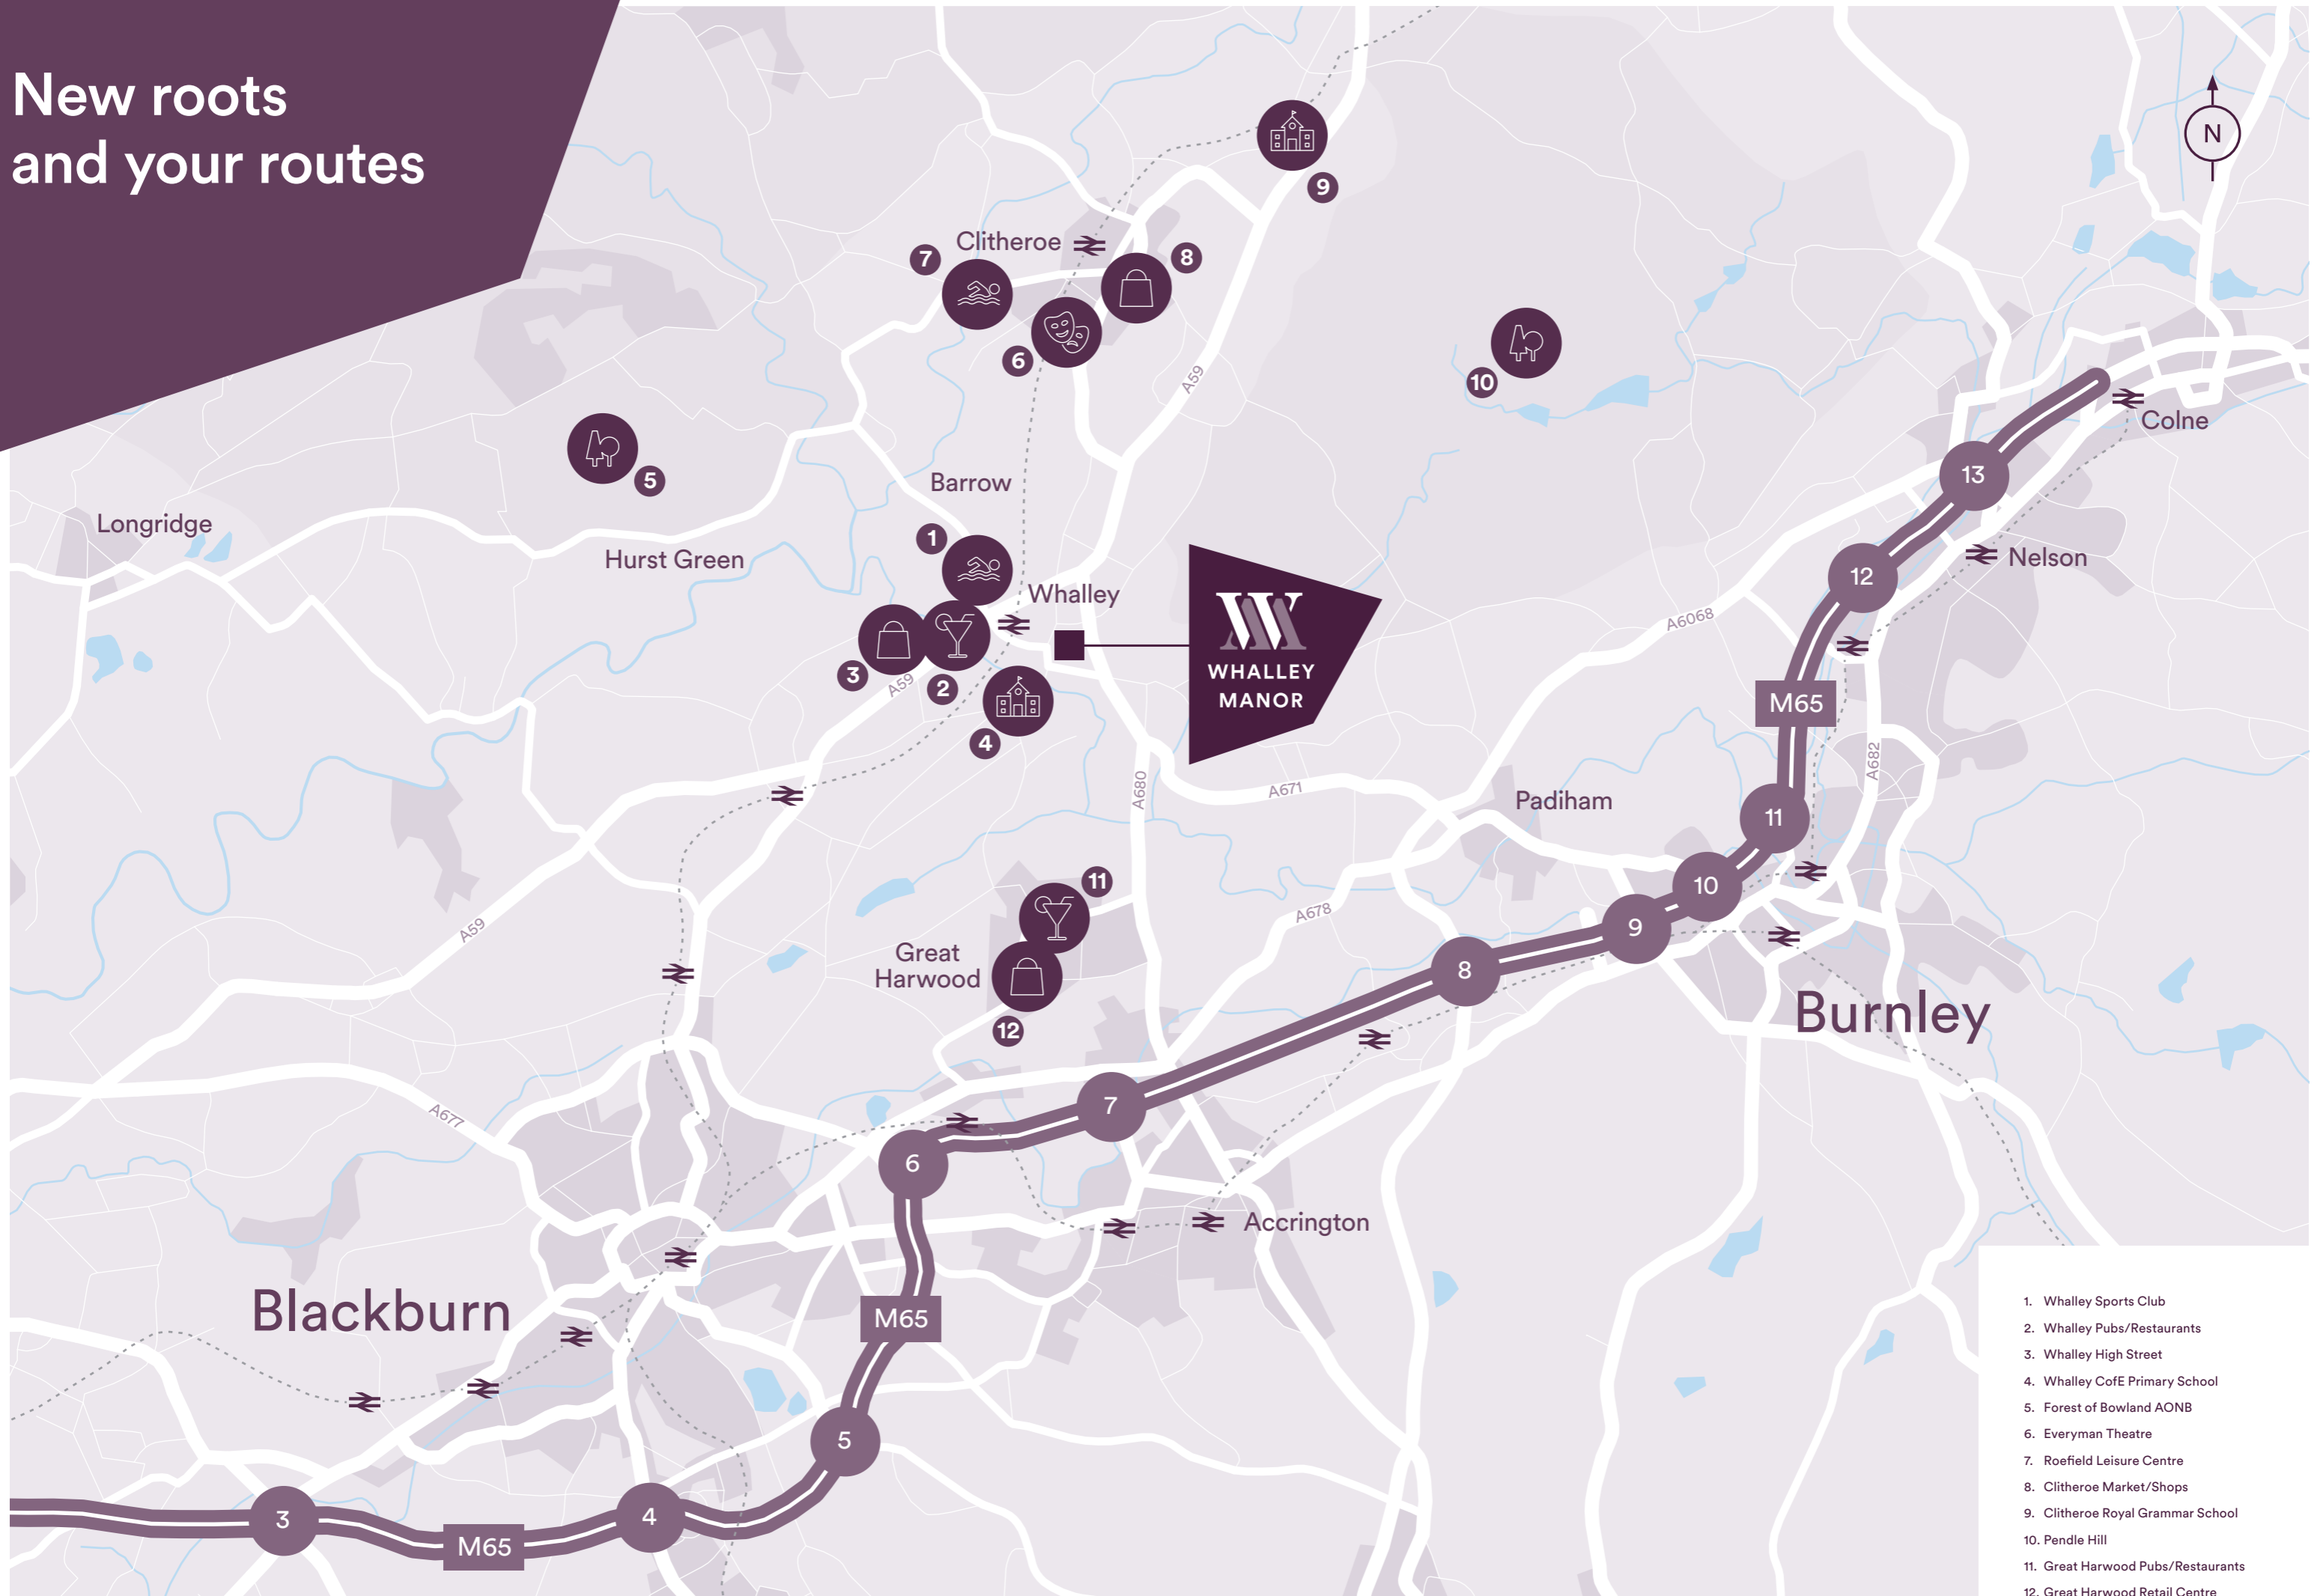 New roots
and your routes
N
9
Clitheroe
7
8
6
A59
10
5
Colne
13
Barrow
Longridge
Hurst Green
1
Nelson
12
Whalley
A6068
WHALLEY
MANOR
3
A59
2
M65
4
A682
A680
A671
Padiham
11
11
10
A678
A59
9
Great
Harwood
8
Burnley
12
7
A677
6
Accrington
Blackburn
M65
5
4
3
M65
1. Whalley Sports Club
2. Whalley Pubs/Restaurants
3. Whalley High Street
4. Whalley CofE Primary School
5. Forest of Bowland AONB
6. Everyman Theatre
7. Roefield Leisure Centre
8. Clitheroe Market/Shops
9. Clitheroe Royal Grammar School
10. Pendle Hill
11. Great Harwood Pubs/Restaurants
12. Great Harwood Retail Centre